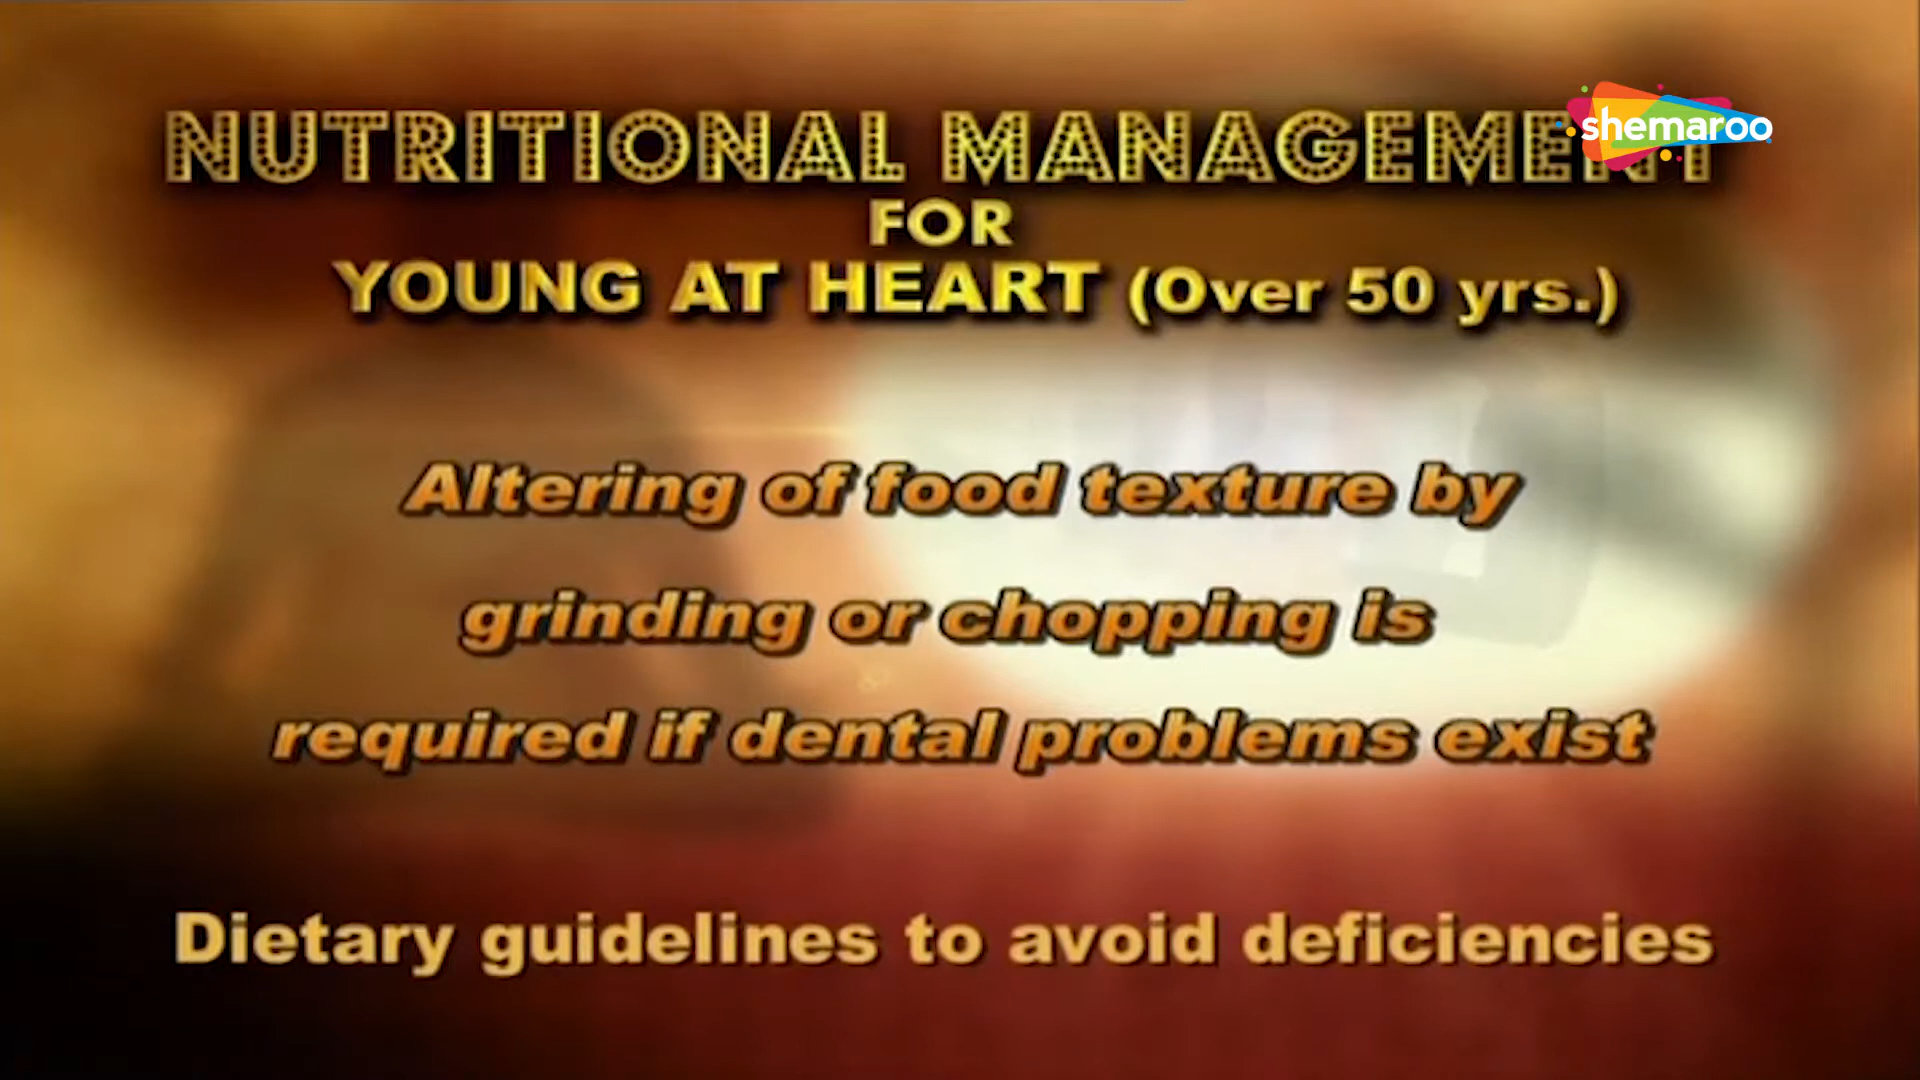 NUTRITIONAL MANAGEMENT
shemaroo
FOR
YOUNG AT HEART (Over 50 yrs.)
Altering of food texture by
grinding or chopping is
required if dental problems exist
Dietary guidelines to avoid deficiencies